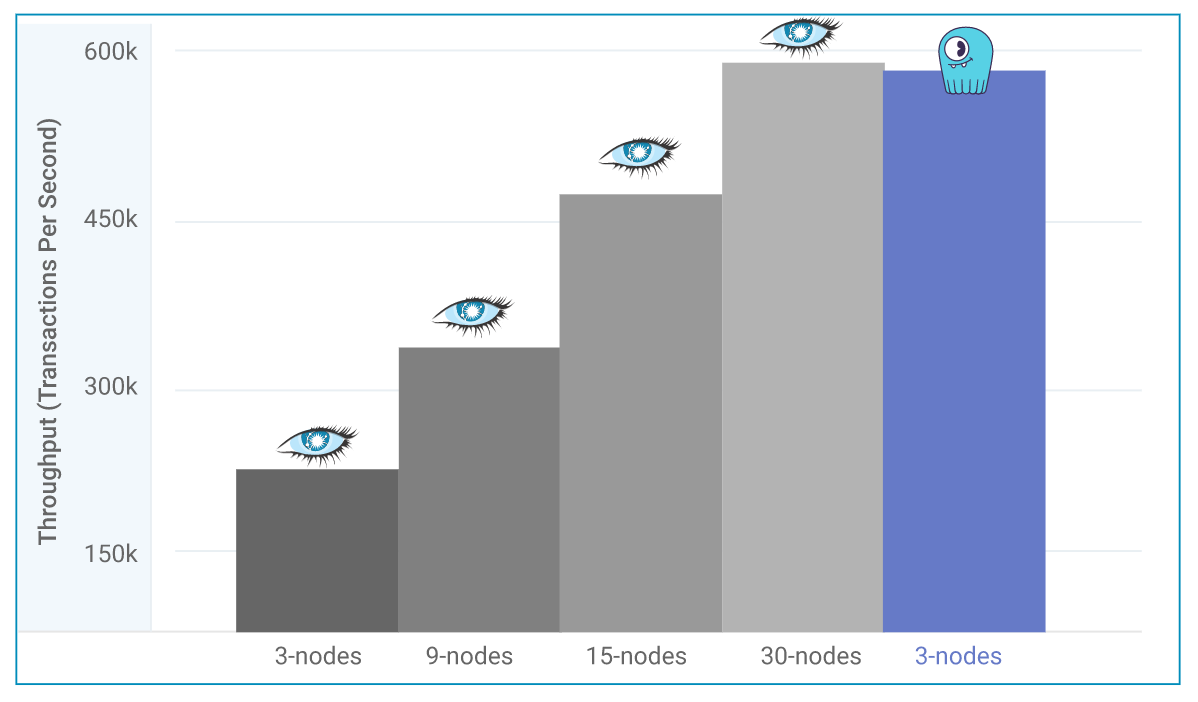 Throughput (Transactions Per Second)
600k
450k
300k
150k
3-nodes
9-nodes
15-nodes
30-nodes
3-nodes